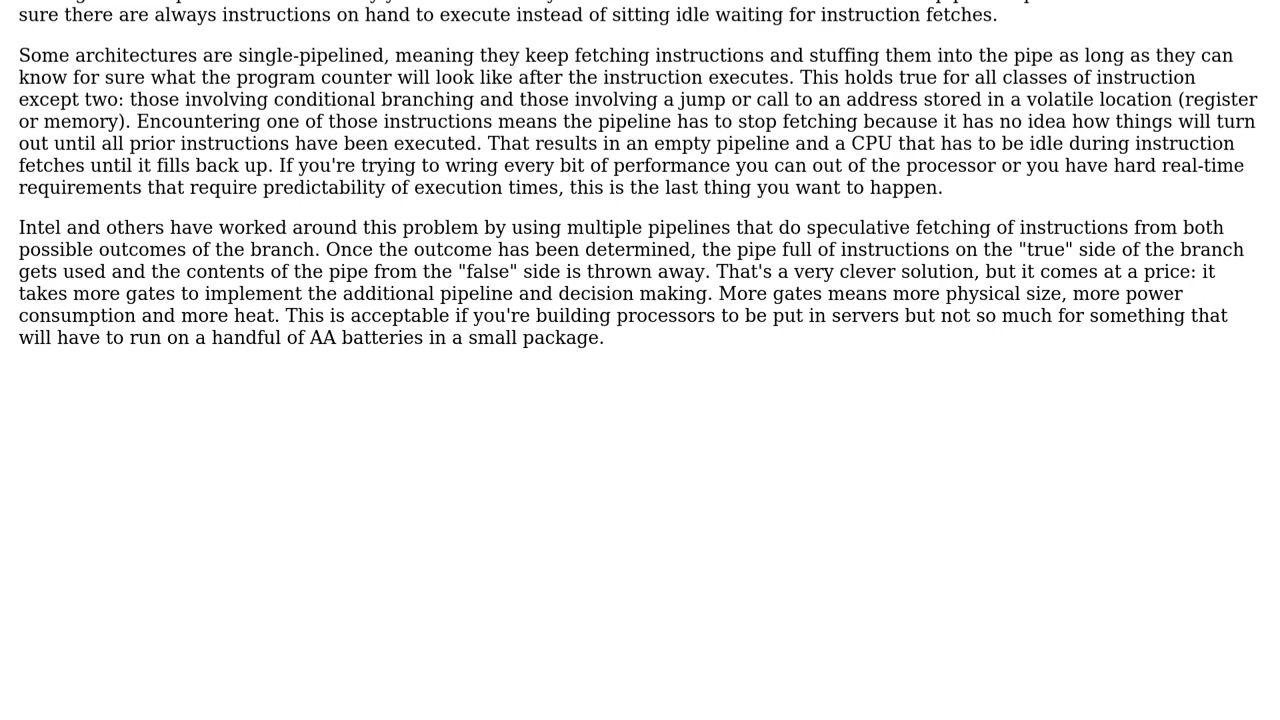 sure there are always instructions on hand to execute instead of sitting idle waiting for instruction fetches.
Some architectures are single-pipelined, meaning they keep fetching instructions and stuffing them into the pipe as long as they can
know for sure what the program counter will look like after the instruction executes. This holds true for all classes of instruction
except two: those involving conditional branching and those involving a jump or call to an address stored in a volatile location (register
or memory). Encountering one of those instructions means the pipeline has to stop fetching because it has no idea how things will turn
out until all prior instructions have been executed. That results in an empty pipeline and a CPU that has to be idle during instruction
fetches until it fills back up. If you're trying to wring every bit of performance you can out of the processor or you have hard real-time
requirements that require predictability of execution times, this is the last thing you want to happen.
Intel and others have worked around this problem by using multiple pipelines that do speculative fetching of instructions from both
possible outcomes of the branch. Once the outcome has been determined, the pipe full of instructions on the "true" side of the branch
gets used and the contents of the pipe from the "false" side is thrown away. That's a very clever solution, but it comes at a price: it
takes more gates to implement the additional pipeline and decision making. More gates means more physical size, more power
consumption and more heat. This is acceptable if you're building processors to be put in servers but not so much for something that
will have to run on a handful of AA batteries in a small package.